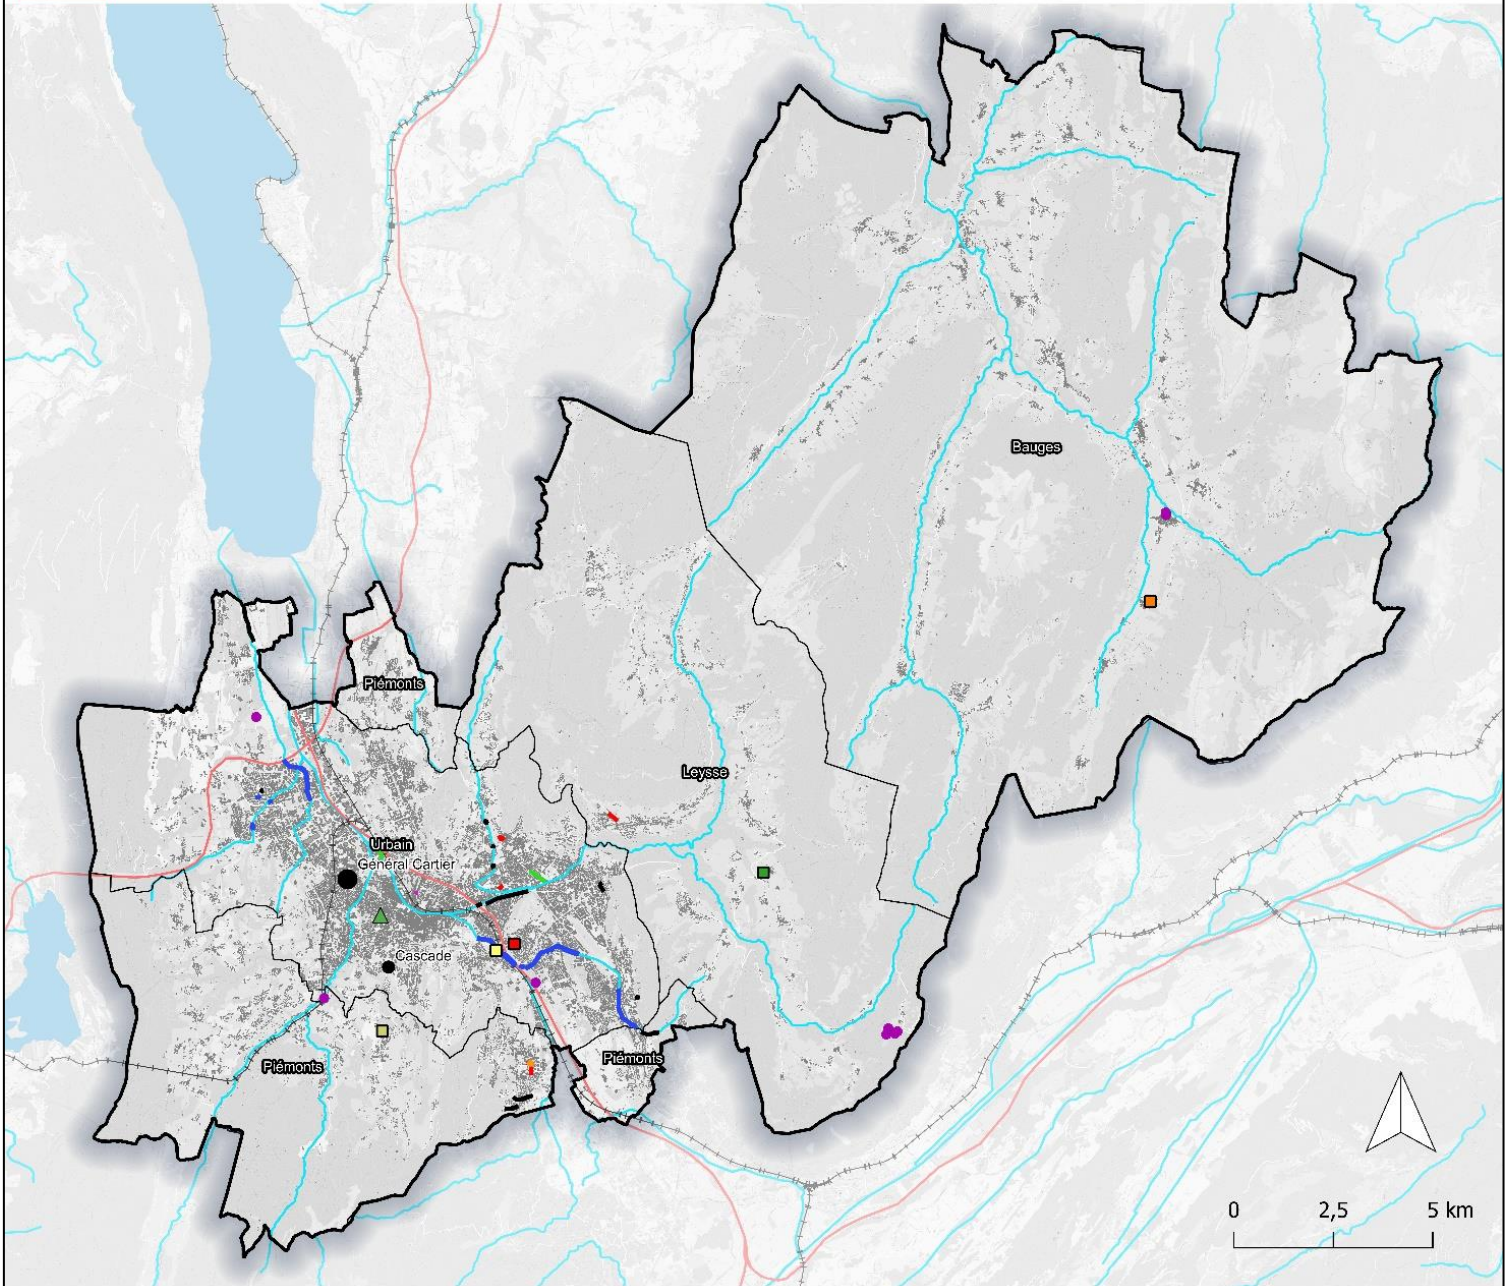 Bauges
Piémonts
Leysse
Urbain
Général Cartier
Cascade
Piémonts
Piémonts
0 2,5 5 km